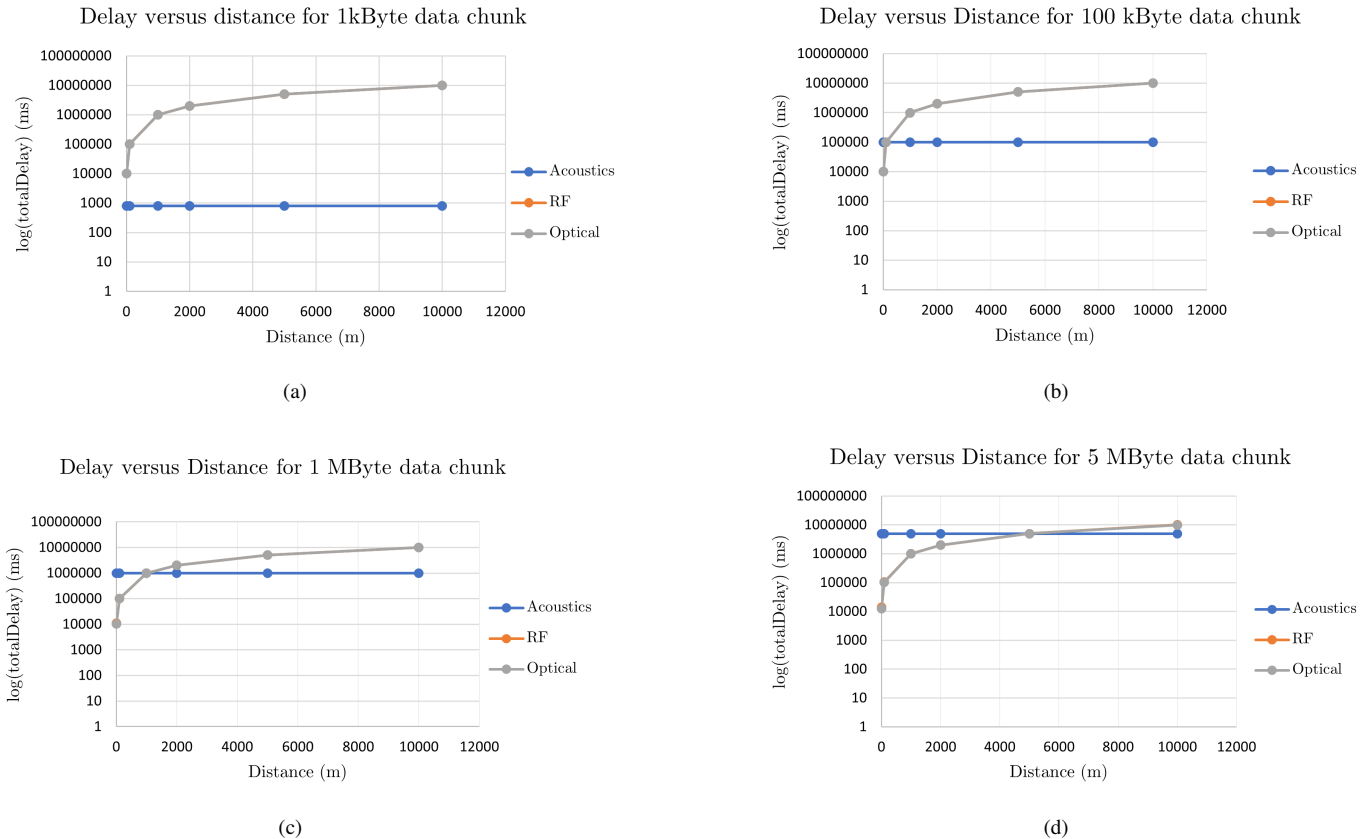 Delay versus distance for 1kByte data chunk
log(totalDelay) (ms)
100000000
10000000
1000000
100000
10000
1000
100
10
1
0 2000 4000 6000 8000 10000 12000
Distance (m)
Acoustics
RF
Optical
(a)
Delay versus Distance for 100 kByte data chunk
log(totalDelay) (ms)
100000000
10000000
1000000
100000
10000
1000
100
10
1
0 2000 4000 6000 8000 10000 12000
Distance (m)
Acoustics
RF
Optical
(b)
Delay versus Distance for 1 MByte data chunk
log(totalDelay) (ms)
100000000
10000000
1000000
100000
10000
1000
100
10
1
0 2000 4000 6000 8000 10000 12000
Distance (m)
Acoustics
RF
Optical
(c)
Delay versus Distance for 5 MByte data chunk
log(totalDelay) (ms)
100000000
10000000
1000000
100000
10000
1000
100
10
1
0 2000 4000 6000 8000 10000 12000
Distance (m)
Acoustics
RF
Optical
(d)